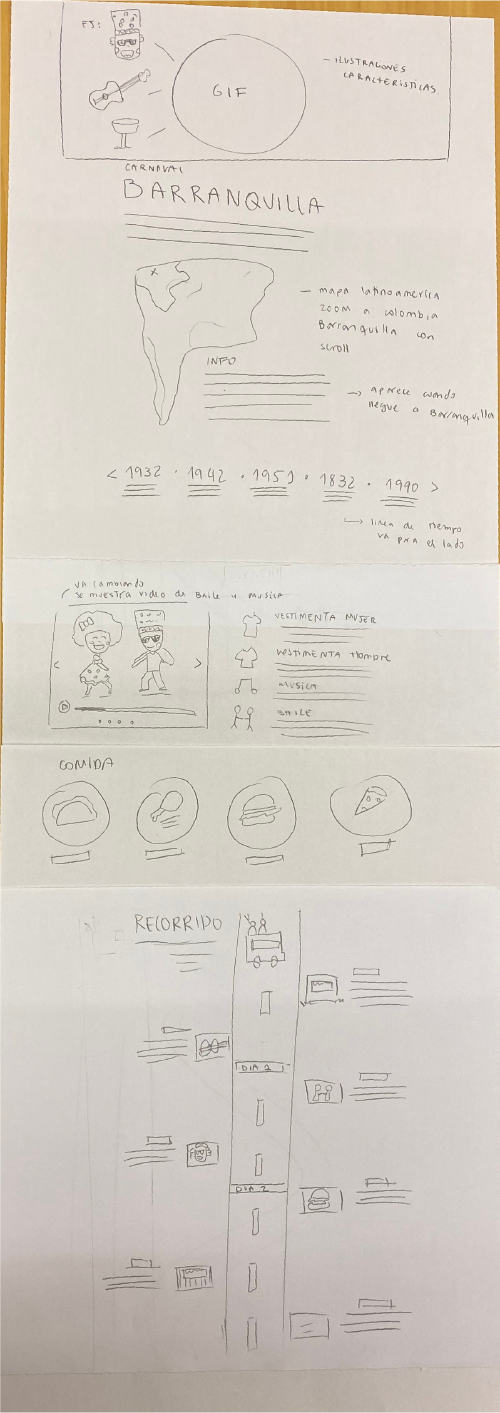 EJ:
GIF
- ILUSTRACIONES
CARACTERISTICAS
CARNAVAL
BARRANQUILLA
- mapa latinoamerica
zoom a colombia
Barranquilla con
scroll
INFO
→ aparece cuando
llegue a Barranquilla
< 1932 · 1942 · 1951 · 1832 · 1990 >
→ linea de tiempo
va para el lado
va cambiando
se muestra video de BAILE y MUSICA
VESTIMENTA MUJER
VESTIMENTA Hombre
MUSICA
BAILE
COMIDA
RECORRIDO
DIA 1
DIA 2